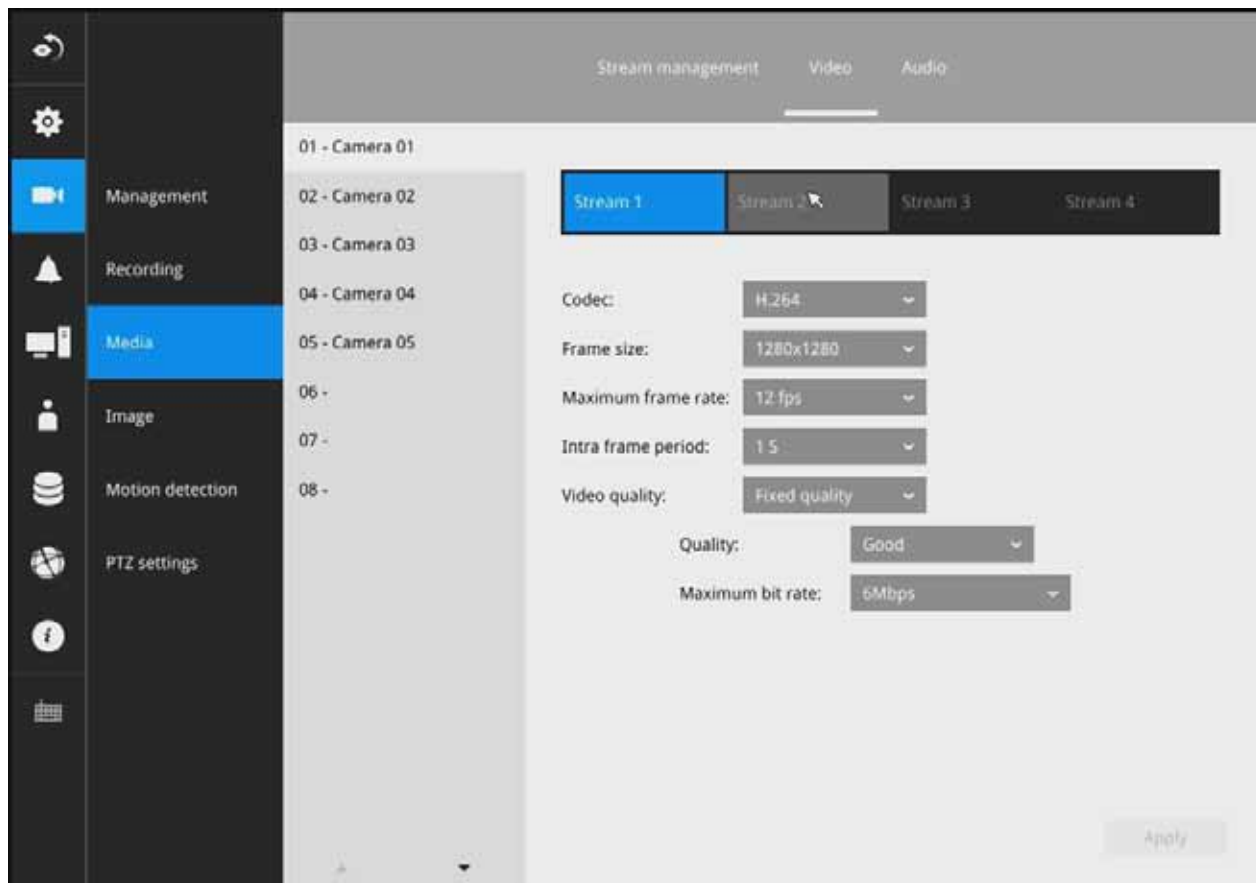 Stream management Video Audio
01 - Camera 01
Management
02 - Camera 02
03 - Camera 03
Recording
04 - Camera 04
Media
05 - Camera 05
06 -
Image
07 -
Motion detection
08 -
PTZ settings
Stream 1 Stream 2 Stream 3 Stream 4
Codec: H.264
Frame size: 1280x1280
Maximum frame rate: 12 fps
Intra frame period: 1 S
Video quality: Fixed quality
Quality: Good
Maximum bit rate: 6Mbps
Apply